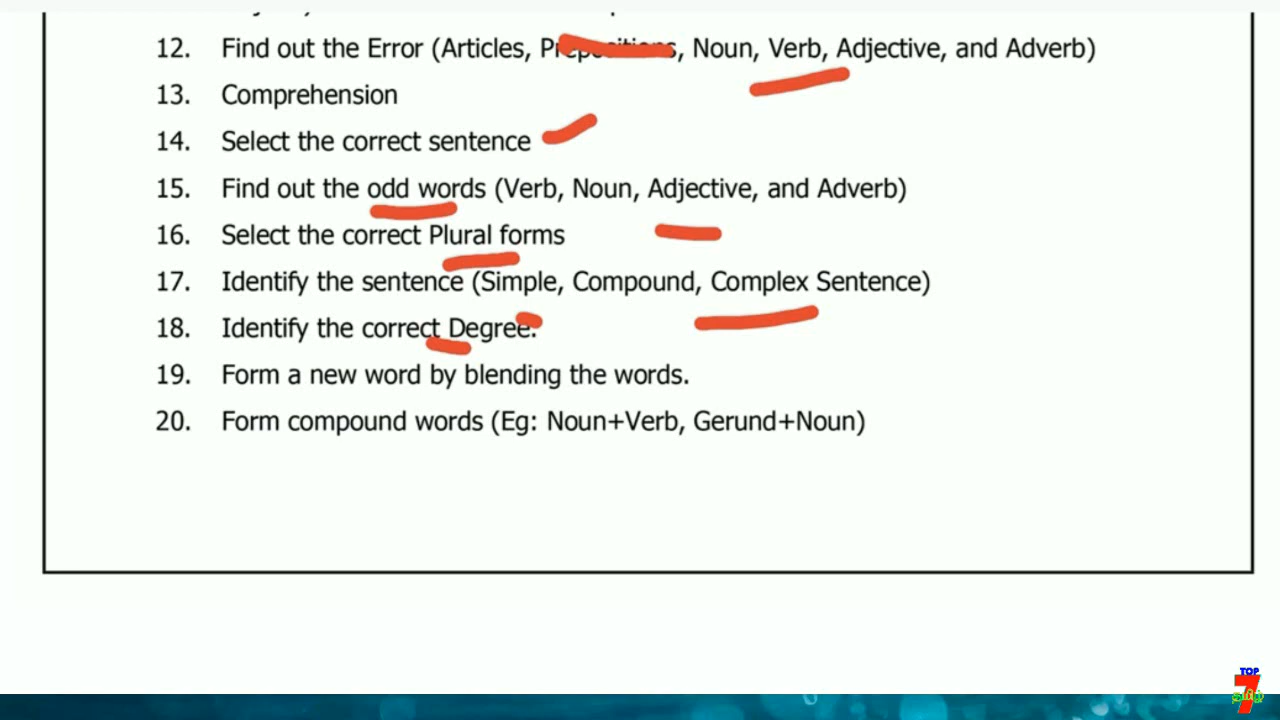 12. Find out the Error (Articles, Prepositions, Noun, Verb, Adjective, and Adverb)
13. Comprehension
14. Select the correct sentence
15. Find out the odd words (Verb, Noun, Adjective, and Adverb)
16. Select the correct Plural forms
17. Identify the sentence (Simple, Compound, Complex Sentence)
18. Identify the correct Degree.
19. Form a new word by blending the words.
20. Form compound words (Eg: Noun+Verb, Gerund+Noun)
TOP
7
தமிழ்